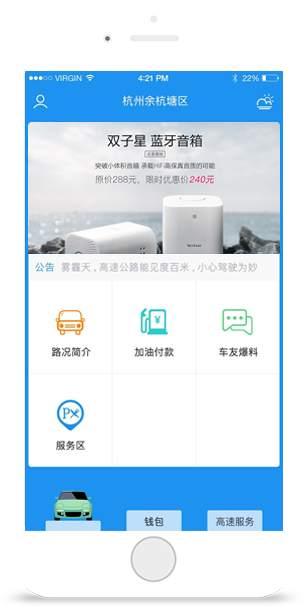 VIRGIN 4:21 PM 22%
杭州余杭塘区
双子星 蓝牙音箱
突破小体积音箱 承载HiFi高保真音质的可能
原价288元，限时优惠价240元
公告 雾霾天，高速公路能见度百米，小心驾驶为妙
路况简介 加油付款 车友爆料
服务区
钱包 高速服务